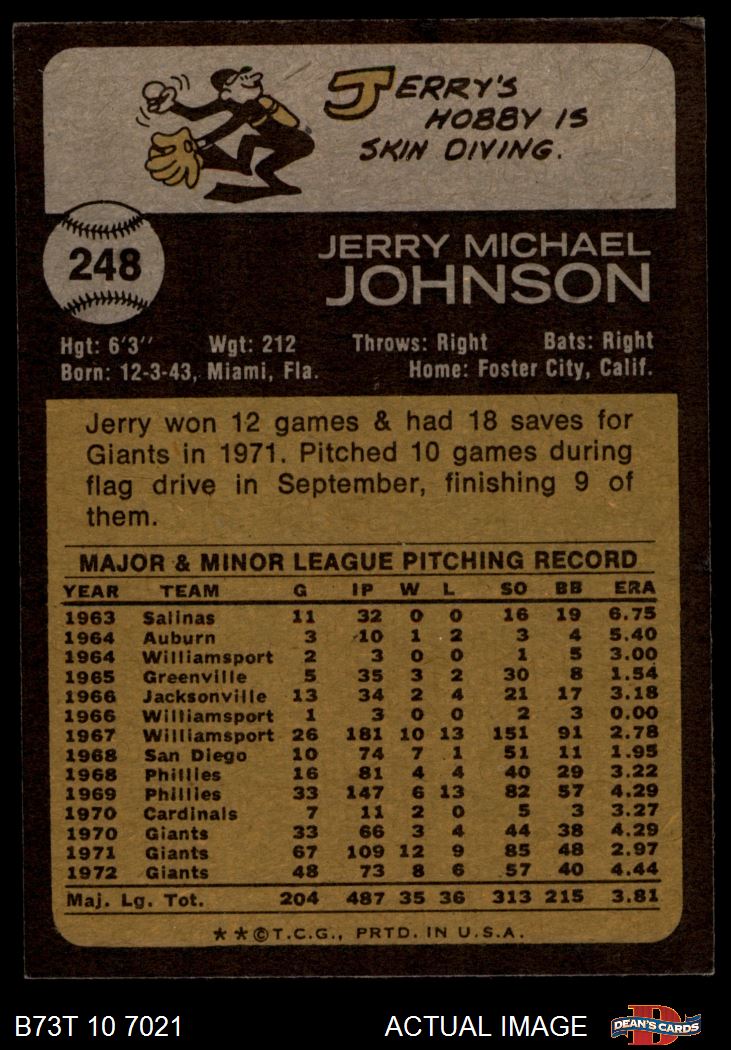 JERRY'S
HOBBY IS
SKIN DIVING.
248
JERRY MICHAEL
JOHNSON
Hgt: 6'3" Wgt: 212 Throws: Right Bats: Right
Born: 12-3-43, Miami, Fla. Home: Foster City, Calif.
Jerry won 12 games & had 18 saves for
Giants in 1971. Pitched 10 games during
flag drive in September, finishing 9 of
them.
MAJOR & MINOR LEAGUE PITCHING RECORD
YEAR TEAM G IP W L SO BB ERA
1963 Salinas 11 32 0 0 16 19 6.75
1964 Auburn 3 10 1 2 3 4 5.40
1964 Williamsport 2 3 0 0 1 5 3.00
1965 Greenville 5 35 3 2 30 8 1.54
1966 Jacksonville 13 34 2 4 21 17 3.18
1966 Williamsport 1 3 0 0 2 3 0.00
1967 Williamsport 26 181 10 13 151 91 2.78
1968 San Diego 10 74 7 1 51 11 1.95
1968 Phillies 16 81 4 4 40 29 3.22
1969 Phillies 33 147 6 13 82 57 4.29
1970 Cardinals 7 11 2 0 5 3 3.27
1970 Giants 33 66 3 4 44 38 4.29
1971 Giants 67 109 12 9 85 48 2.97
1972 Giants 48 73 8 6 57 40 4.44
Maj. Lg. Tot. 204 487 35 36 313 215 3.81
★★©T.C.G., PRTD. IN U.S.A.
B73T 10 7021 ACTUAL IMAGE DEAN'S CARDS